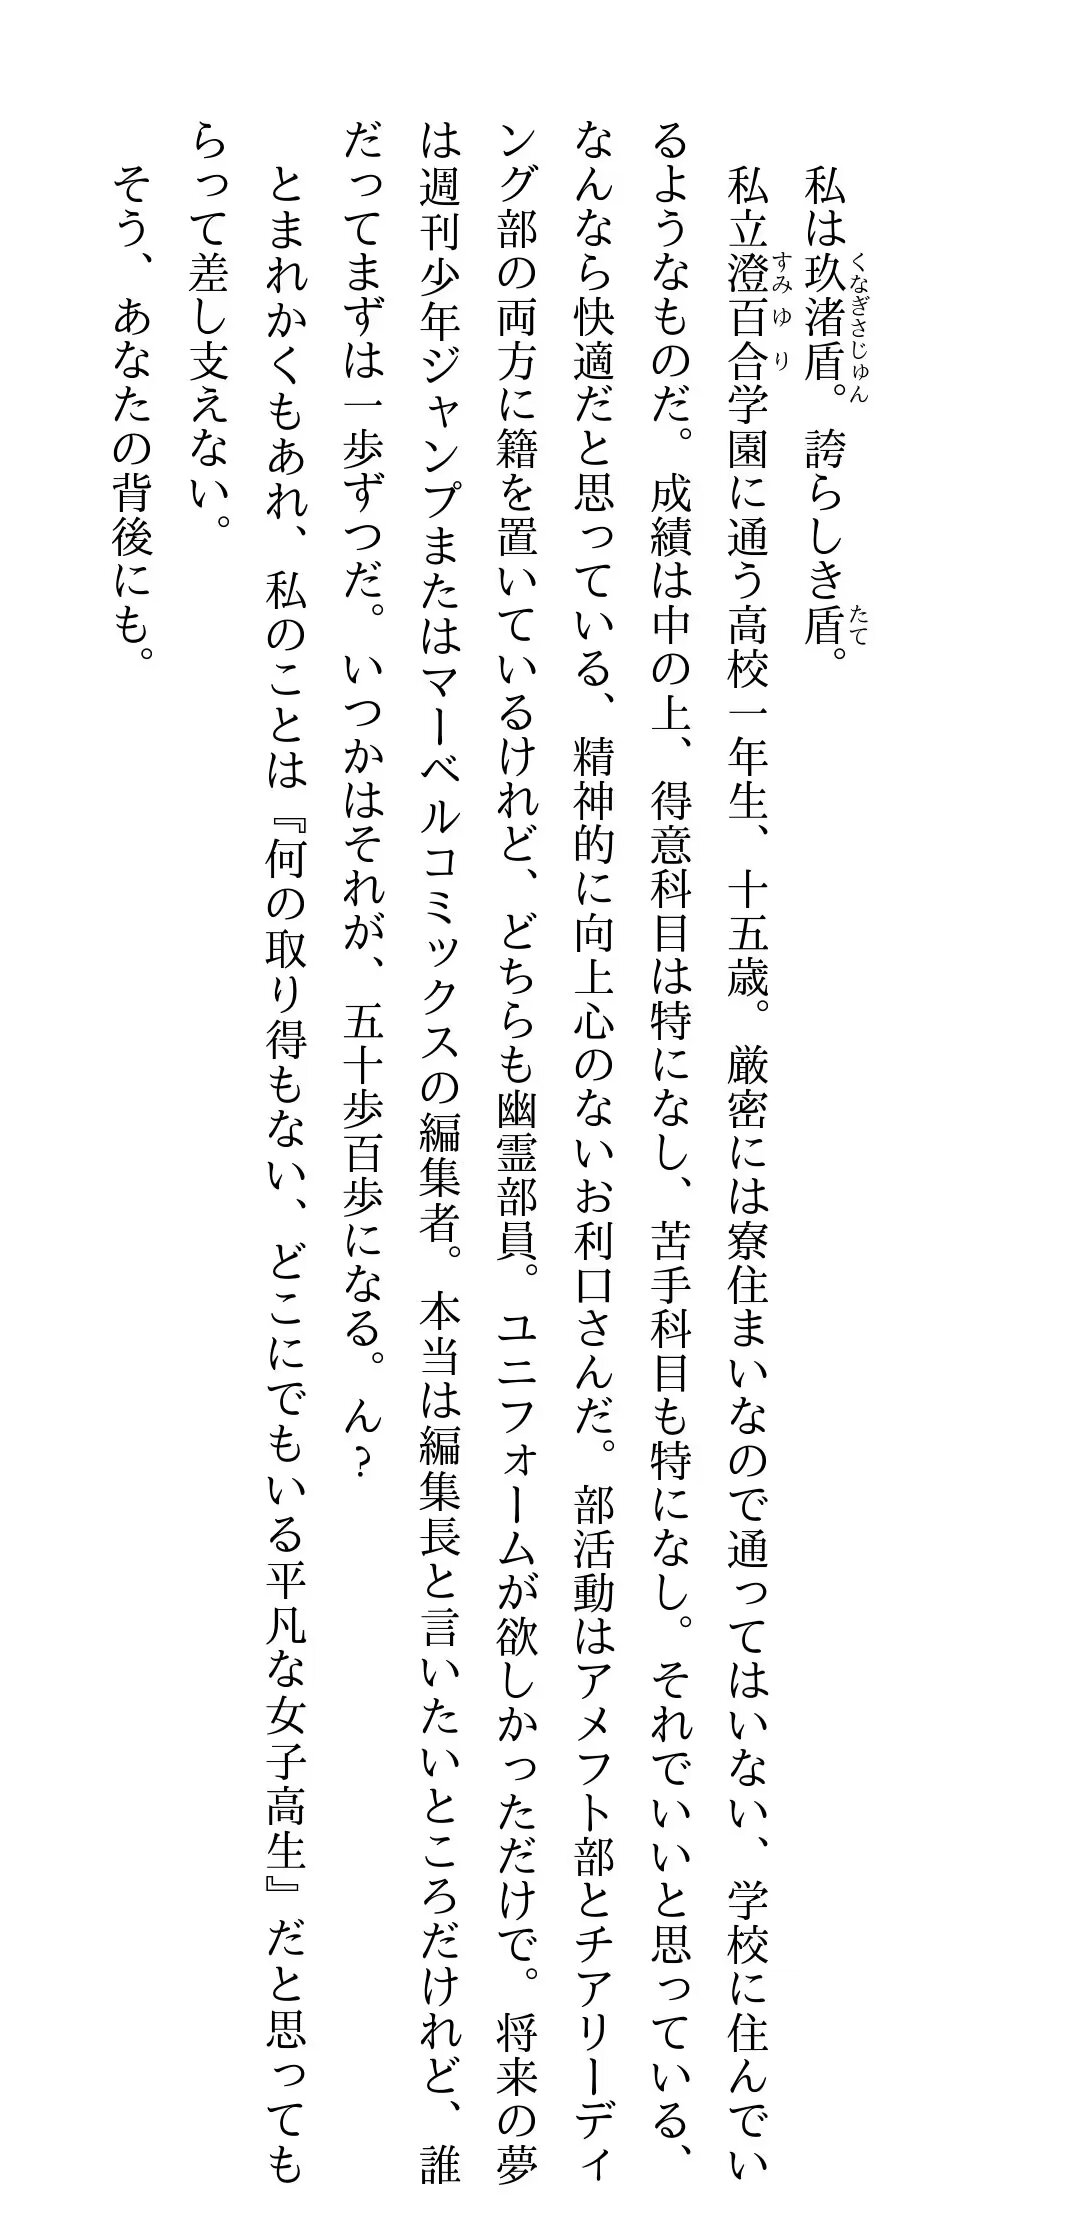 私は玖渚盾。誇らしき盾。
私立澄百合学園に通う高校一年生、十五歳。厳密には寮住まいなので通ってはいない、学校に住んでい
るようなものだ。成績は中の上、得意科目は特になし、苦手科目も特になし。それでいいと思っている、
なんなら快適だと思っている、精神的に向上心のないお利口さんだ。部活動はアメフト部とチアリーディ
ング部の両方に籍を置いているけれど、どちらも幽霊部員。ユニフォームが欲しかっただけで。将来の夢
は週刊少年ジャンプまたはマーベルコミックスの編集者。本当は編集長と言いたいところだけれど、誰
だってまずは一歩ずつだ。いつかはそれが、五十歩百歩になる。ん?
とまれかくもあれ、私のことは『何の取り得もない、どこにでもいる平凡な女子高生』だと思っても
らって差し支えない。
そう、あなたの背後にも。
くなぎさじゅん
たて
すみゆり